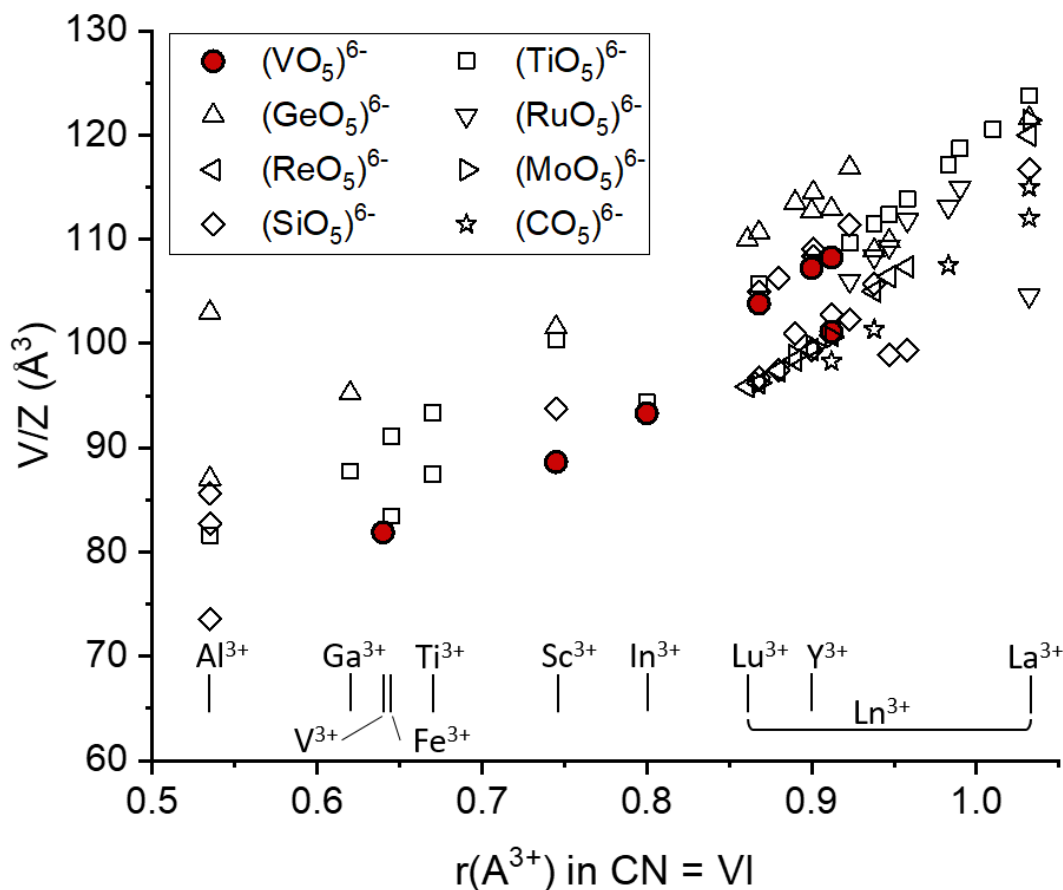 130
120
110
100
90
80
70
60
V/Z (Å³)
(VO₅)⁶⁻ (TiO₅)⁶⁻
(GeO₅)⁶⁻ (RuO₅)⁶⁻
(ReO₅)⁶⁻ (MoO₅)⁶⁻
(SiO₅)⁶⁻ (CO₅)⁶⁻
Al³⁺ Ga³⁺ Ti³⁺ Sc³⁺ In³⁺ Lu³⁺ Y³⁺ La³⁺
V³⁺ Fe³⁺ Ln³⁺
0.5 0.6 0.7 0.8 0.9 1.0
r(A³⁺) in CN = VI